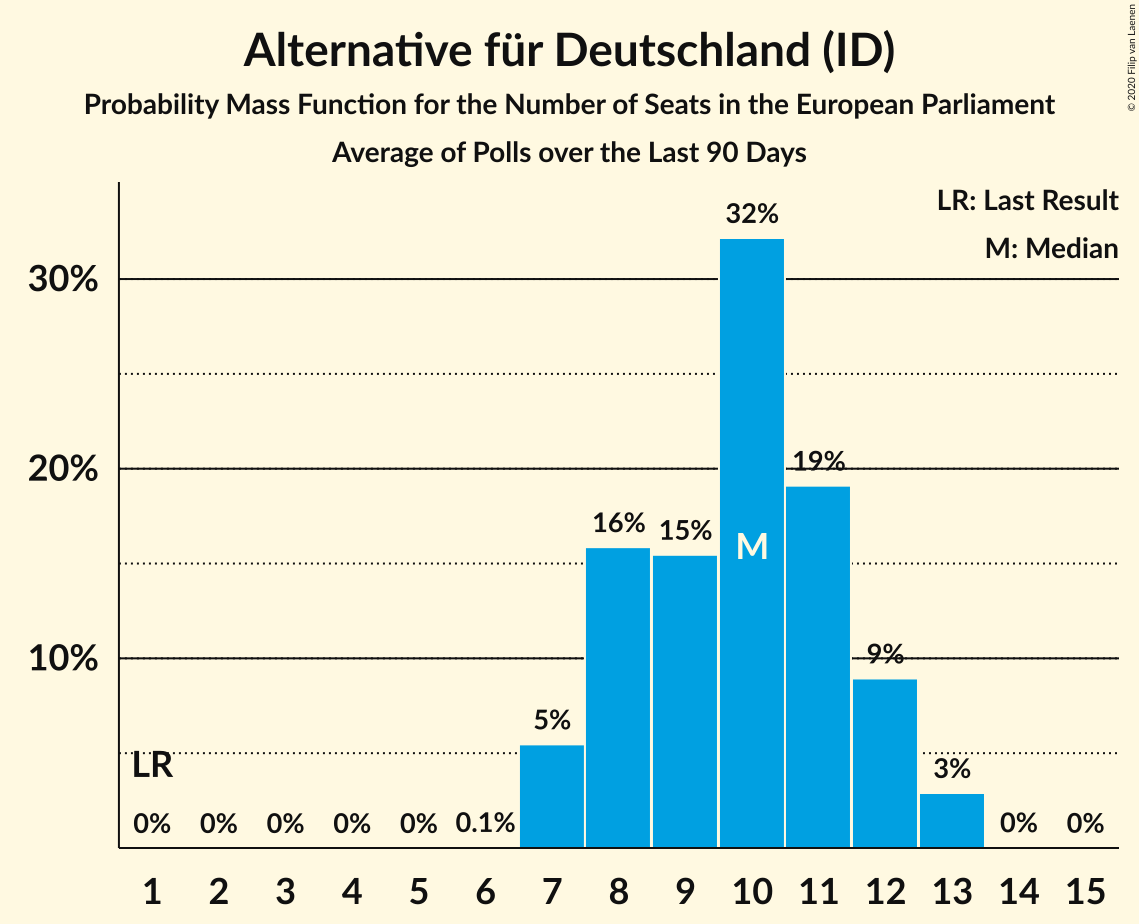 Alternative für Deutschland (ID)
Probability Mass Function for the Number of Seats in the European Parliament
Average of Polls over the Last 90 Days
© 2020 Filip van Laenen
LR: Last Result
M: Median
32%
30%
20%
19%
16%
15%
M
10%
9%
5%
LR
3%
0%
0%
0%
0%
0%
0.1%
0%
0%
1 2 3 4 5 6 7 8 9 10 11 12 13 14 15